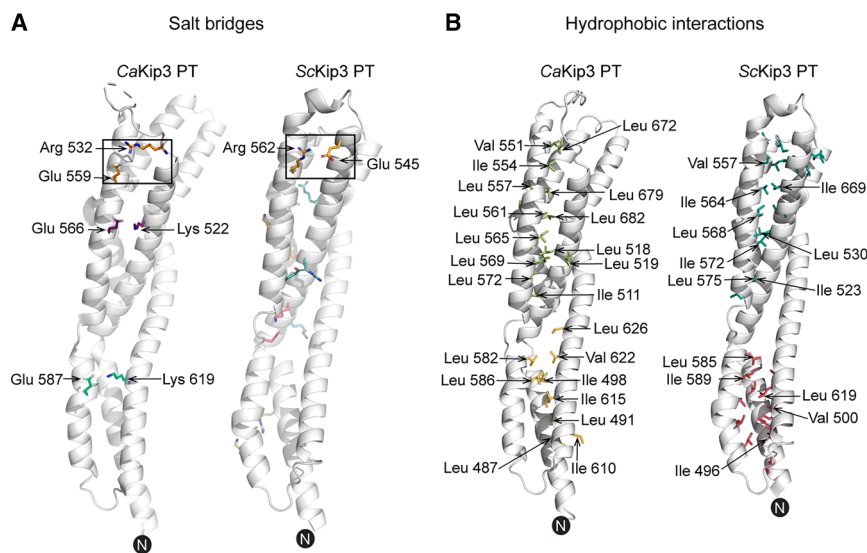 A
Salt bridges
CaKip3 PT
ScKip3 PT
Arg 532
Glu 559
Glu 566
Lys 522
Glu 587
Lys 619
N
Arg 562
Glu 545
N
B
Hydrophobic interactions
CaKip3 PT
ScKip3 PT
Val 551
Leu 672
Ile 554
Leu 557
Leu 679
Leu 561
Leu 682
Leu 565
Leu 518
Leu 569
Leu 519
Leu 572
Ile 511
Leu 626
Leu 582
Val 622
Leu 586
Ile 498
Ile 615
Leu 491
Leu 487
Ile 610
N
Val 557
Ile 564
Ile 669
Leu 568
Leu 530
Ile 572
Leu 575
Ile 523
Leu 585
Ile 589
Leu 619
Val 500
Ile 496
N